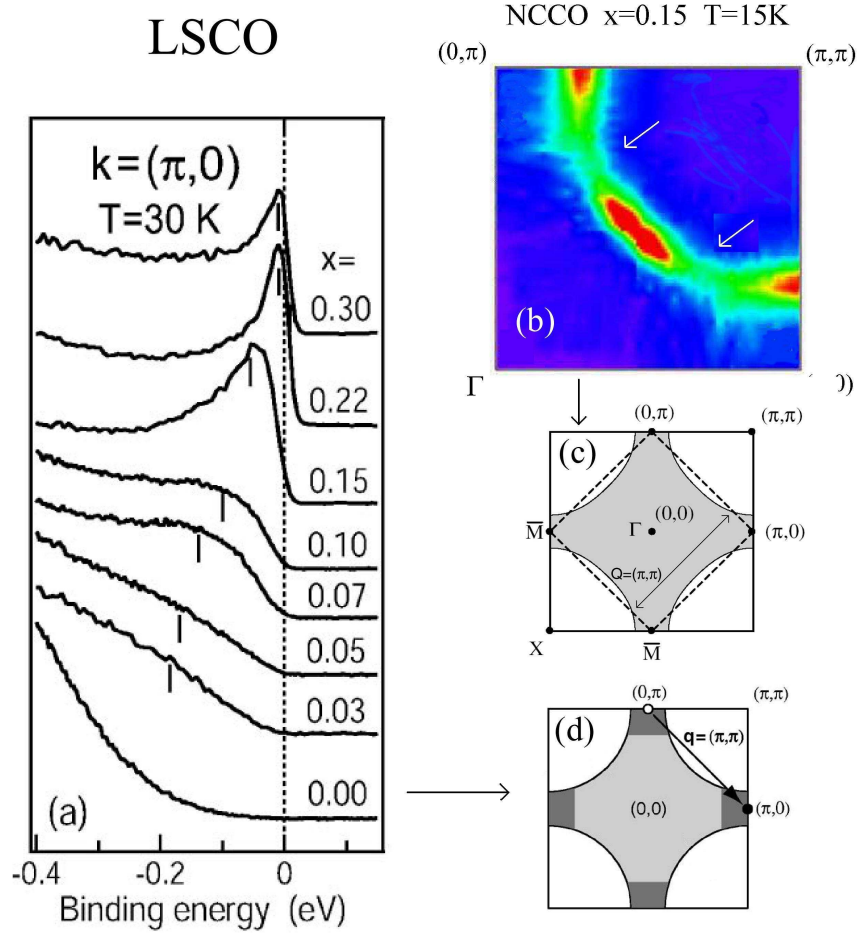 LSCO
k=(π,0)
T=30 K
x=
0.30
0.22
0.15
0.10
0.07
0.05
0.03
0.00
(a)
-0.4
-0.2
0
Binding energy (eV)
NCCO x=0.15 T=15K
(0,π)
(π,π)
(b)
Γ
0)
(0,π)
(π,π)
(c)
M̅
Γ
(0,0)
(π,0)
Q=(π,π)
X
M̅
(0,π)
(π,π)
(d)
q=(π,π)
(0,0)
(π,0)